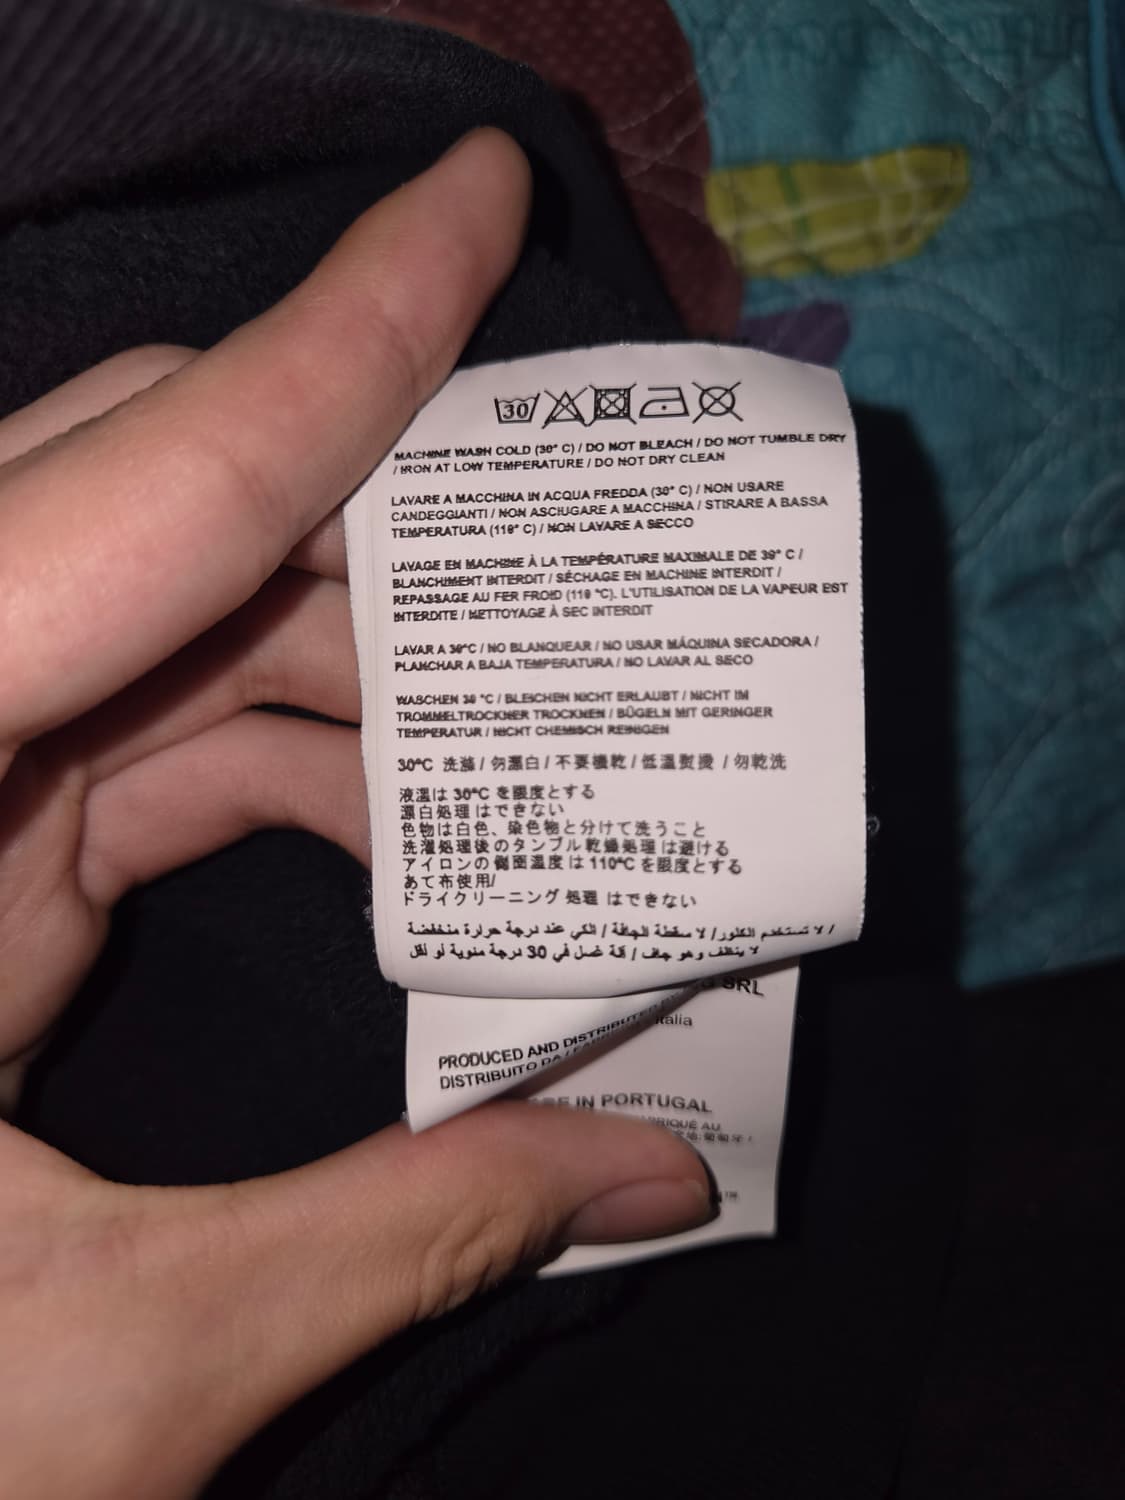 30
MACHINE WASH COLD (30° C) / DO NOT BLEACH / DO NOT TUMBLE DRY
/ IRON AT LOW TEMPERATURE / DO NOT DRY CLEAN
LAVARE A MACCHINA IN ACQUA FREDDA (30° C) / NON USARE
CANDEGGIANTI / NON ASCIUGARE A MACCHINA / STIRARE A BASSA
TEMPERATURA (110° C) / NON LAVARE A SECCO
LAVAGE EN MACHINE À LA TEMPÉRATURE MAXIMALE DE 30° C /
BLANCHIMENT INTERDIT / SÉCHAGE EN MACHINE INTERDIT /
REPASSAGE AU FER FROID (110 °C). L'UTILISATION DE LA VAPEUR EST
INTERDITE / NETTOYAGE À SEC INTERDIT
LAVAR A 30°C / NO BLANQUEAR / NO USAR MÁQUINA SECADORA /
PLANCHAR A BAJA TEMPERATURA / NO LAVAR AL SECO
WASCHEN 30 °C / BLEICHEN NICHT ERLAUBT / NICHT IM
TROMMELTROCKNER TROCKNEN / BÜGELN MIT GERINGER
TEMPERATUR / NICHT CHEMISCH REINIGEN
30°C 洗滌 / 勿漂白 / 不要機乾 / 低溫熨燙 / 勿乾洗
液溫は 30°C を限度とする
漂白処理 はできない
色物は白色、染色物と分けて洗うこと
洗濯処理後 のタンブル乾燥処理 は避ける
アイロンの 側面温度 は 110°C を限度とする
あて布使用/
ドライクリーニング 処理 はできない
/ لا تستخدم الكلور/ لا سقطة الجافة / الكي عند درجة حرارة منخفضة
لا ينظف وهو جاف / آلة غسل في 30 درجة مئوية أو أقل
SRL
PRODUCED AND DISTRIBUTED
Italia
DISTRIBUITO DA /
IN PORTUGAL
AU
葡萄牙